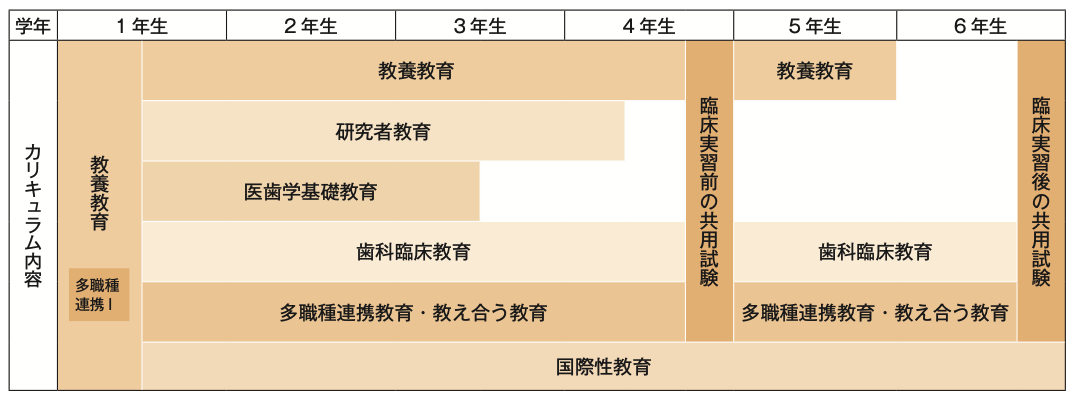 学年
1年生
2年生
3年生
4年生
5年生
6年生
カリキュラム内容
教養教育
多職種
連携Ⅰ
教養教育
研究者教育
医歯学基礎教育
歯科臨床教育
多職種連携教育・教え合う教育
臨床実習前の共用試験
教養教育
歯科臨床教育
多職種連携教育・教え合う教育
臨床実習後の共用試験
国際性教育